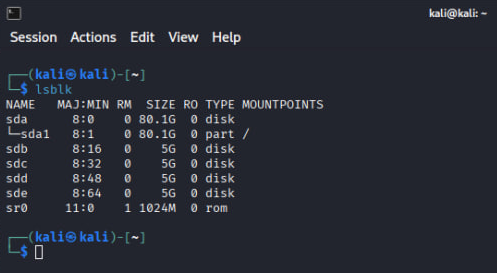 kali@kali: ~
Session Actions Edit View Help
┌──(kali㉿kali)-[~]
└─$ lsblk
NAME   MAJ:MIN RM  SIZE RO TYPE MOUNTPOINTS
sda      8:0    0 80.1G  0 disk
└─sda1   8:1    0 80.1G  0 part /
sdb      8:16   0    5G  0 disk
sdc      8:32   0    5G  0 disk
sdd      8:48   0    5G  0 disk
sde      8:64   0    5G  0 disk
sr0     11:0    1 1024M  0 rom
┌──(kali㉿kali)-[~]
└─$